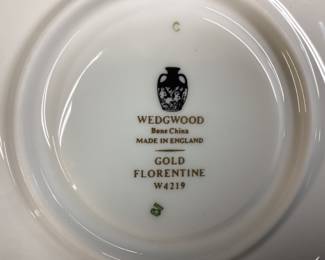 C
WEDGWOOD
Bone China
MADE IN ENGLAND
GOLD
FLORENTINE
W4219